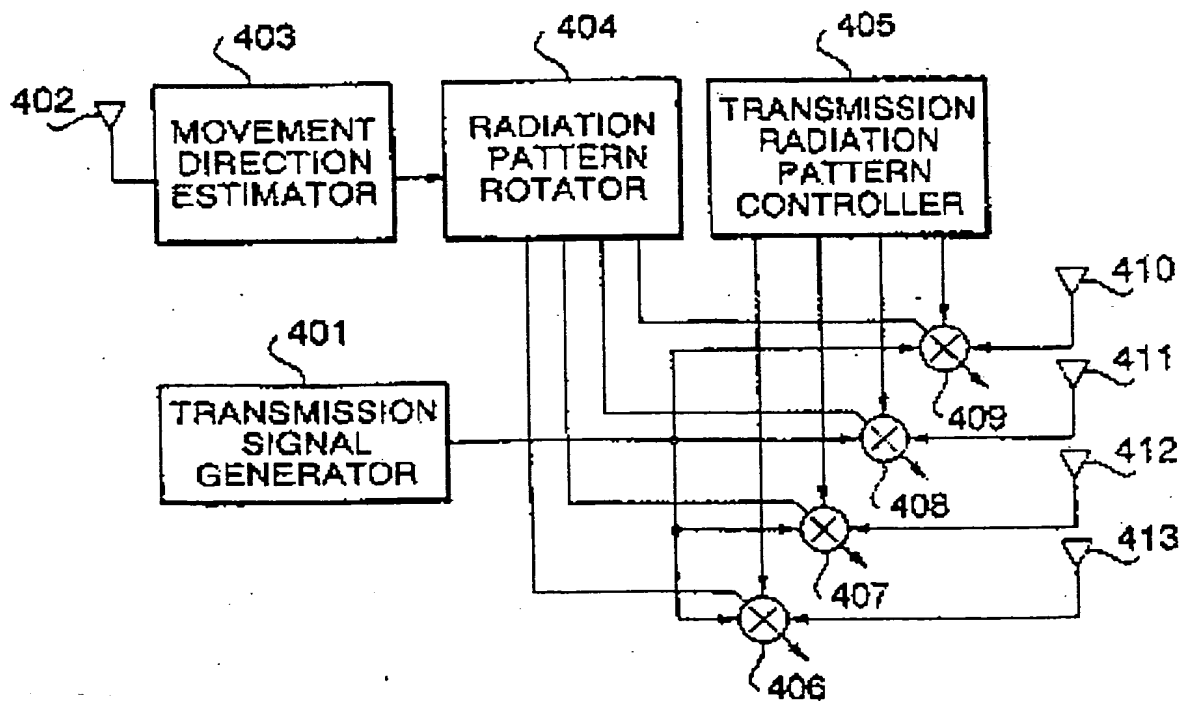 403
404
405
402
MOVEMENT
DIRECTION
ESTIMATOR
RADIATION
PATTERN
ROTATOR
TRANSMISSION
RADIATION
PATTERN
CONTROLLER
410
401
411
TRANSMISSION
SIGNAL
GENERATOR
409
412
408
413
407
406